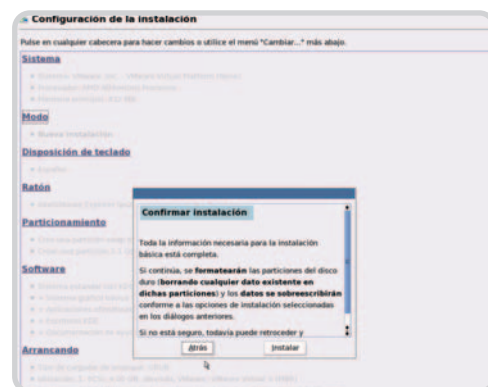 Configuración de la instalación
Pulse en cualquier cabecera para hacer cambios o utilice el menú "Cambiar..." más abajo.
Sistema
Modo
Nueva instalación
Disposición de teclado
Español
Ratón
Particionamiento
Software
Arrancando
Confirmar instalación
Toda la información necesaria para la instalación
básica está completa.
Si continúa, se formatearán las particiones del disco
duro (borrando cualquier dato existente en
dichas particiones) y los datos se sobreescribirán
conforme a las opciones de instalación seleccionadas
en los diálogos anteriores.
Si no está seguro, todavía puede retroceder y
Atrás
Instalar